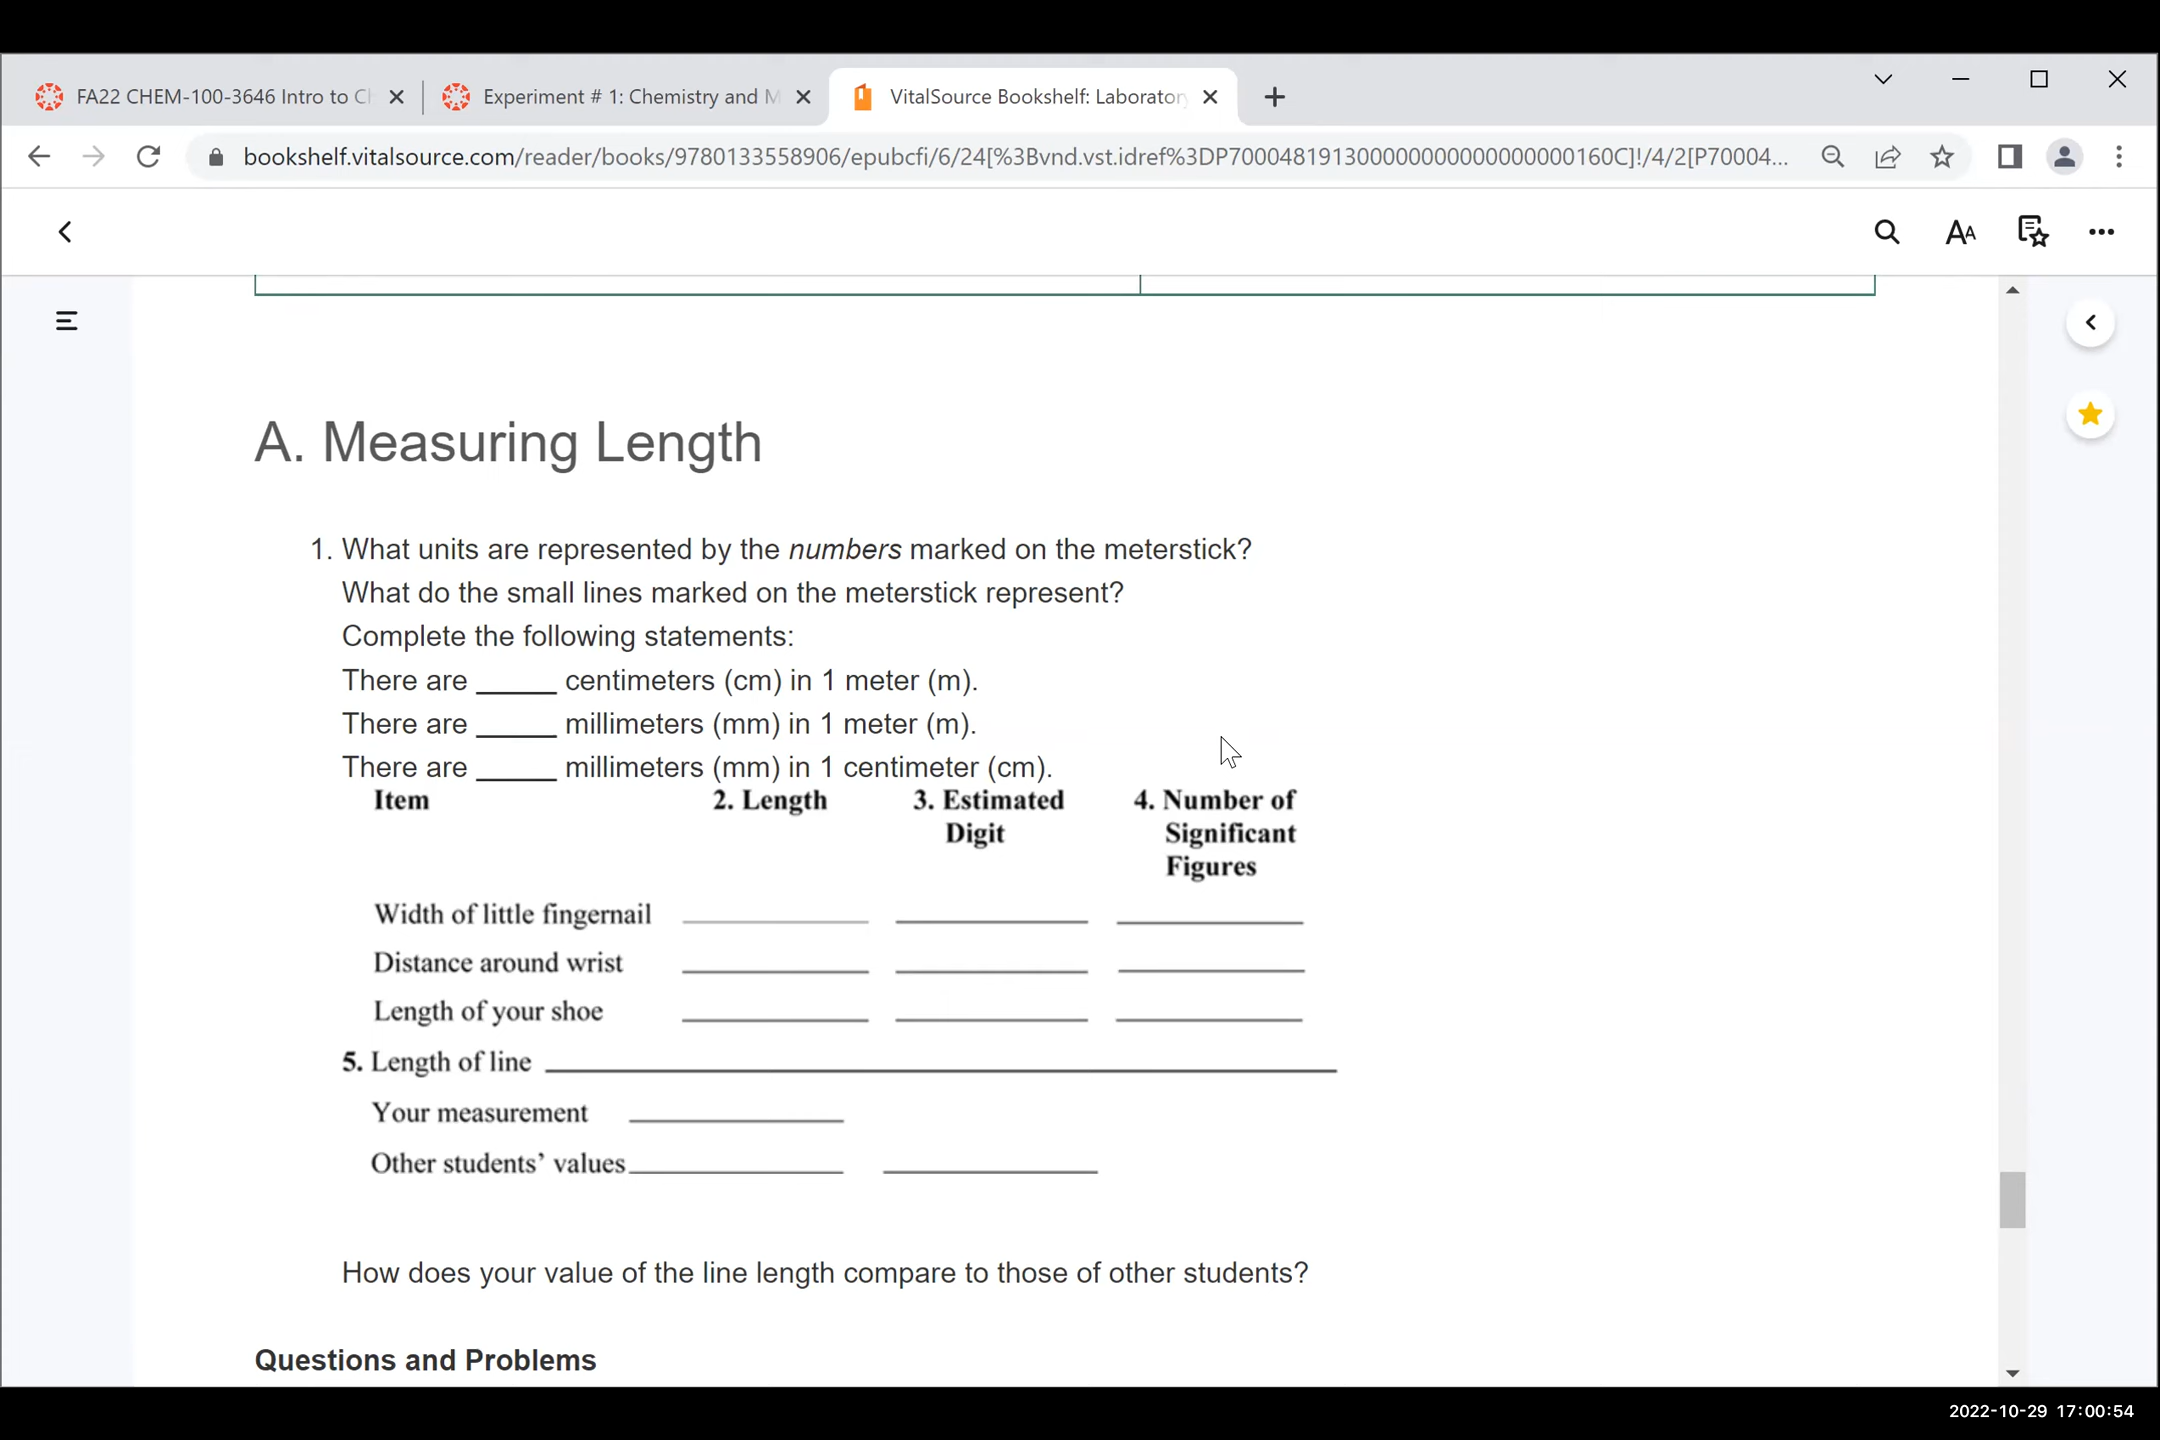 FA22 CHEM-100-3646 Intro to Ch
Experiment # 1: Chemistry and M
VitalSource Bookshelf: Laboratory
bookshelf.vitalsource.com/reader/books/9780133558906/epubcfi/6/24[%3Bvnd.vst.idref%3DP70004819130000000000000000160C]!/4/2[P70004...
A. Measuring Length
1. What units are represented by the numbers marked on the meterstick?
What do the small lines marked on the meterstick represent?
Complete the following statements:
There are _____ centimeters (cm) in 1 meter (m).
There are _____ millimeters (mm) in 1 meter (m).
There are _____ millimeters (mm) in 1 centimeter (cm).
Item 2. Length 3. Estimated 4. Number of
Digit Significant
Figures
Width of little fingernail
Distance around wrist
Length of your shoe
5. Length of line
Your measurement
Other students’ values
How does your value of the line length compare to those of other students?
Questions and Problems
2022-10-29 17:00:54